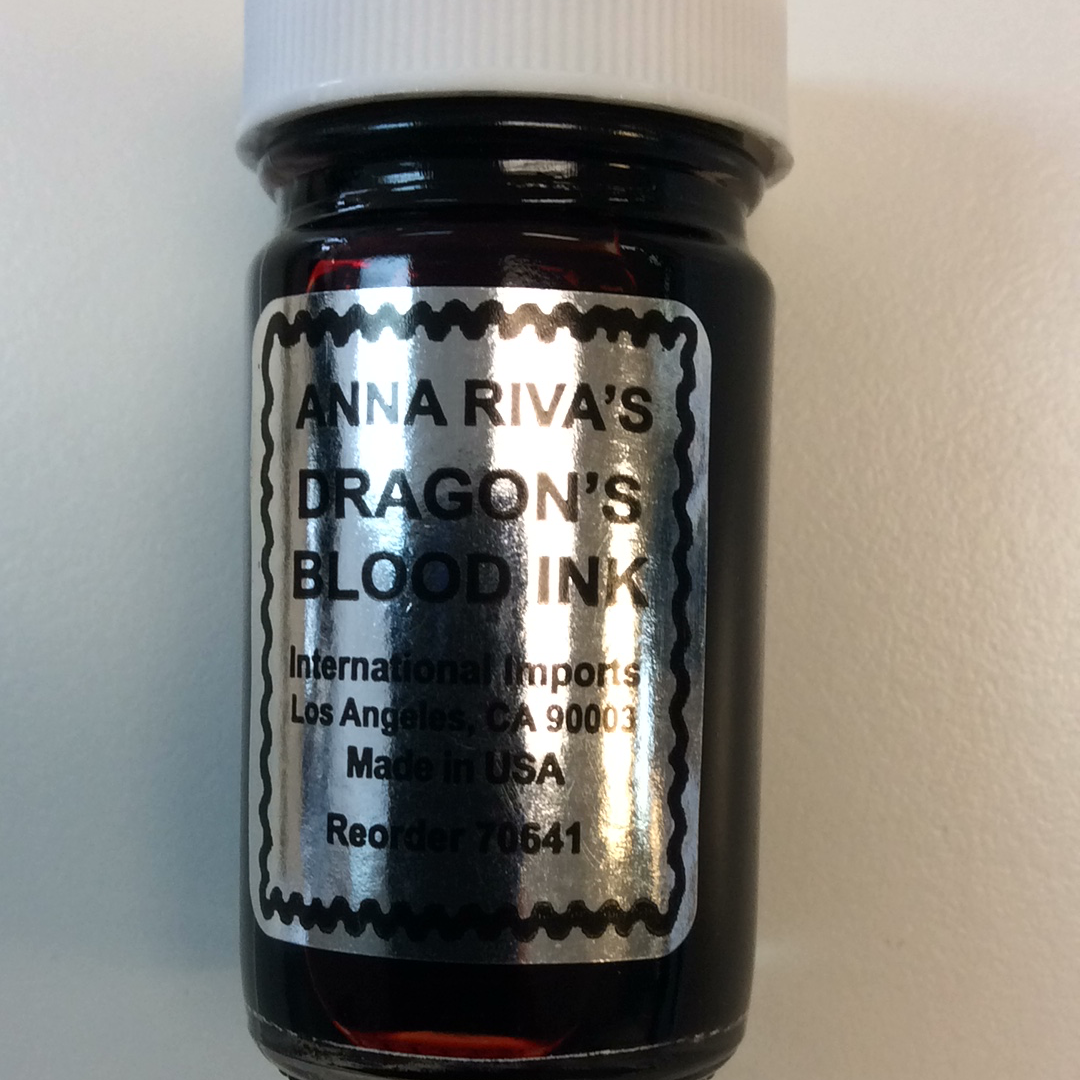 ANNA RIVA'S
DRAGON'S
BLOOD INK
International Imports
Los Angeles, CA 90003
Made in USA
Reorder 70641